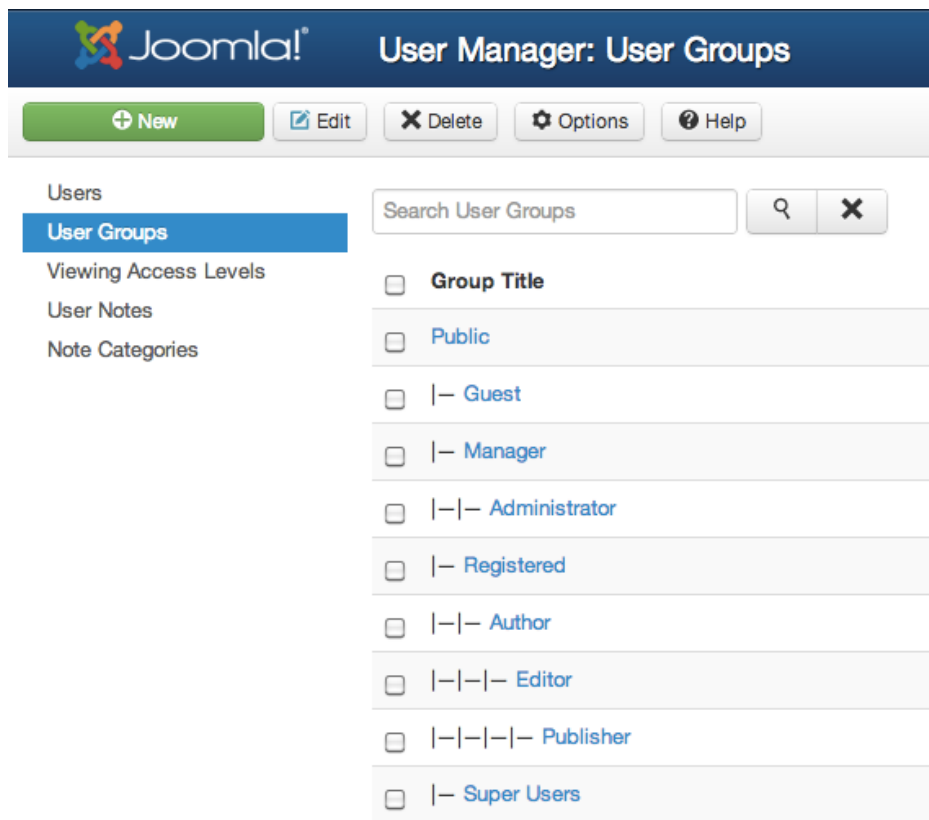 Joomla!® User Manager: User Groups
New Edit Delete Options Help
Users
User Groups
Viewing Access Levels
User Notes
Note Categories
Search User Groups
Group Title
Public
|— Guest
|— Manager
|—|— Administrator
|— Registered
|—|— Author
|—|—|— Editor
|—|—|—|— Publisher
|— Super Users